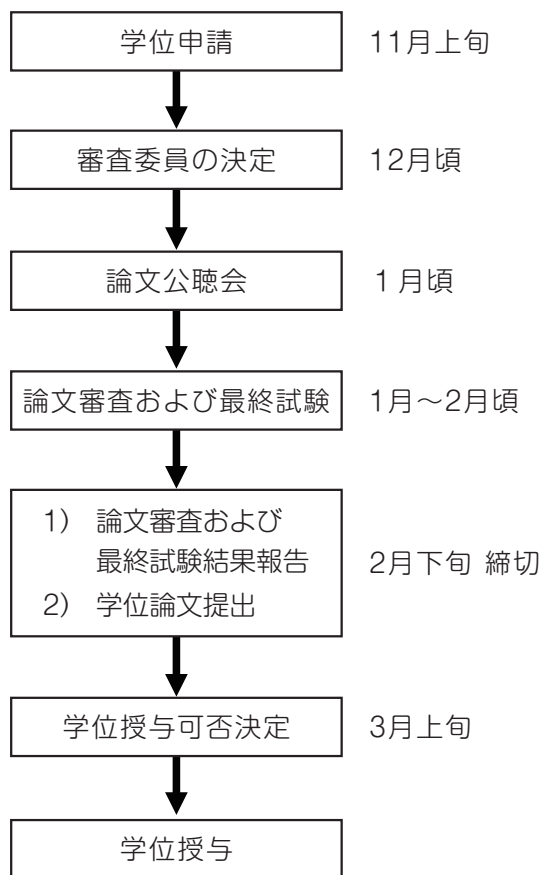 学位申請 11月上旬
審査委員の決定 12月頃
論文公聴会 1月頃
論文審査および最終試験 1月～2月頃
1) 論文審査および
最終試験結果報告
2) 学位論文提出
2月下旬 締切
学位授与可否決定 3月上旬
学位授与